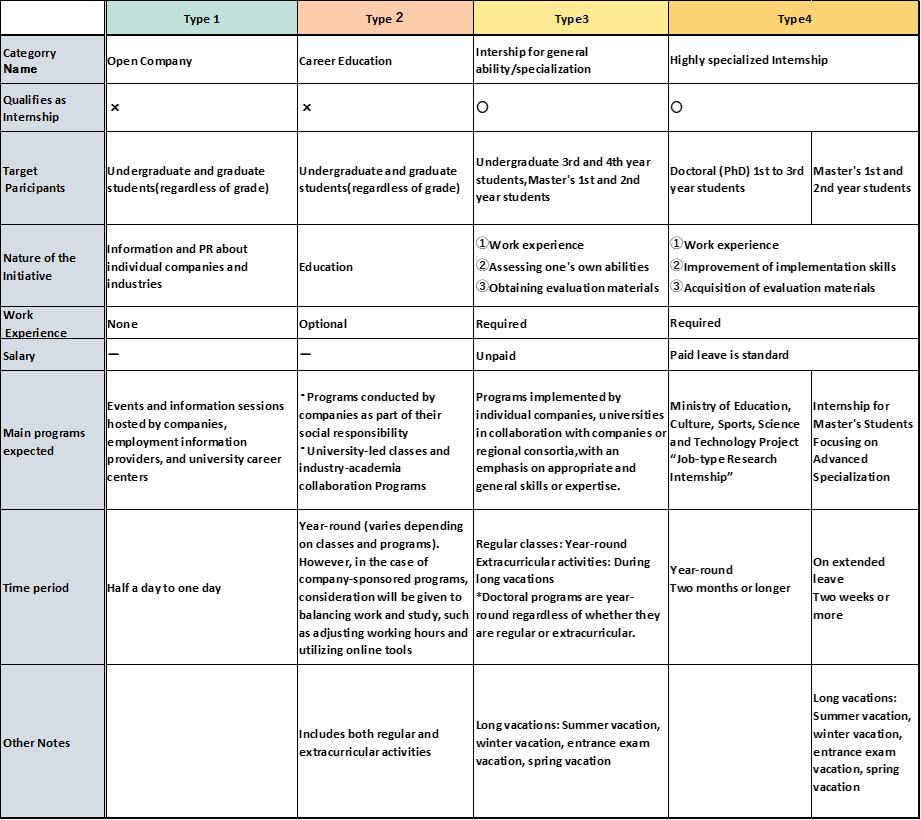 Type 1
Type 2
Type3
Type4
Categorry
Name
Open Company
Career Education
Intership for general
ability/specialization
Highly specialized Internship
Qualifies as
Internship
×
×
○
○
Target
Paricipants
Undergraduate and graduate
students(regardless of grade)
Undergraduate and graduate
students(regardless of grade)
Undergraduate 3rd and 4th year
students,Master's 1st and 2nd
year students
Doctoral (PhD) 1st to 3rd
year students
Master's 1st and
2nd year students
Nature of the
Initiative
Information and PR about
individual companies and
industries
Education
①Work experience
②Assessing one's own abilities
③Obtaining evaluation materials
①Work experience
②Improvement of implementation skills
③Acquisition of evaluation materials
Work
Experience
None
Optional
Required
Required
Salary
—
—
Unpaid
Paid leave is standard
Main programs
expected
Events and information sessions
hosted by companies,
employment information
providers, and university career
centers
・Programs conducted by
companies as part of their
social responsibility
・University-led classes and
industry-academia
collaboration Programs
Programs implemented by
individual companies, universities
in collaboration with companies or
regional consortia,with an
emphasis on appropriate and
general skills or expertise.
Ministry of Education,
Culture, Sports, Science
and Technology Project
“Job-type Research
Internship”
Internship for
Master's Students
Focusing on
Advanced
Specialization
Time period
Half a day to one day
Year-round (varies depending
on classes and programs).
However, in the case of
company-sponsored programs,
consideration will be given to
balancing work and study, such
as adjusting working hours and
utilizing online tools
Regular classes: Year-round
Extracurricular activities: During
long vacations
*Doctoral programs are year-
round regardless of whether they
are regular or extracurricular.
Year-round
Two months or longer
On extended
leave
Two weeks or
more
Other Notes
Includes both regular and
extracurricular activities
Long vacations: Summer vacation,
winter vacation, entrance exam
vacation, spring vacation
Long vacations:
Summer vacation,
winter vacation,
entrance exam
vacation, spring
vacation